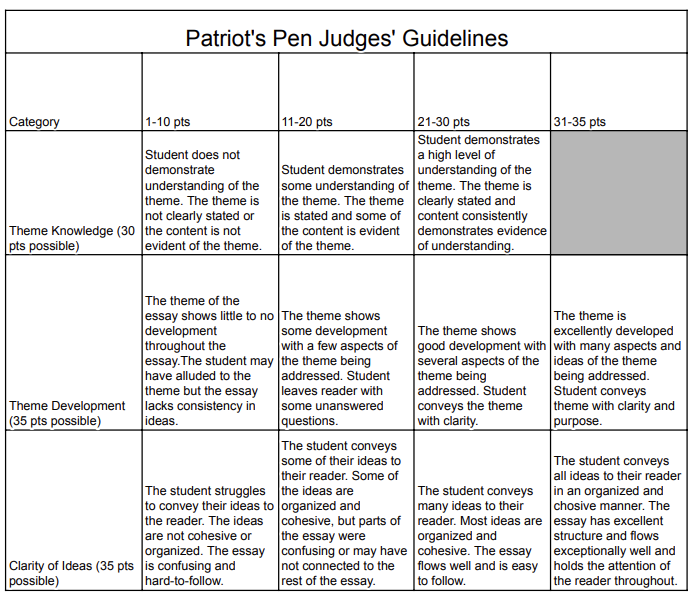 Patriot's Pen Judges' Guidelines
Category
1-10 pts
11-20 pts
21-30 pts
31-35 pts
Theme Knowledge (30
pts possible)
Student does not
demonstrate
understanding of the
theme. The theme is
not clearly stated or
the content is not
evident of the theme.
Student demonstrates
some understanding of
the theme. The theme
is stated and some of
the content is evident
of the theme.
Student demonstrates
a high level of
understanding of the
theme. The theme is
clearly stated and
content consistently
demonstrates evidence
of understanding.
Theme Development
(35 pts possible)
The theme of the
essay shows little to no
development
throughout the
essay.The student may
have alluded to the
theme but the essay
lacks consistency in
ideas.
The theme shows
some development
with a few aspects of
the theme being
addressed. Student
leaves reader with
some unanswered
questions.
The theme shows
good development with
several aspects of the
theme being
addressed. Student
conveys the theme
with clarity.
The theme is
excellently developed
with many aspects and
ideas of the theme
being addressed.
Student conveys
theme with clarity and
purpose.
Clarity of Ideas (35 pts
possible)
The student struggles
to convey their ideas to
the reader. The ideas
are not cohesive or
organized. The essay
is confusing and
hard-to-follow.
The student conveys
some of their ideas to
their reader. Some of
the ideas are
organized and
cohesive, but parts of
the essay were
confusing or may have
not connected to the
rest of the essay.
The student conveys
many ideas to their
reader. Most ideas are
organized and
cohesive. The essay
flows well and is easy
to follow.
The student conveys
all ideas to their reader
in an organized and
chosive manner. The
essay has excellent
structure and flows
exceptionally well and
holds the attention of
the reader throughout.